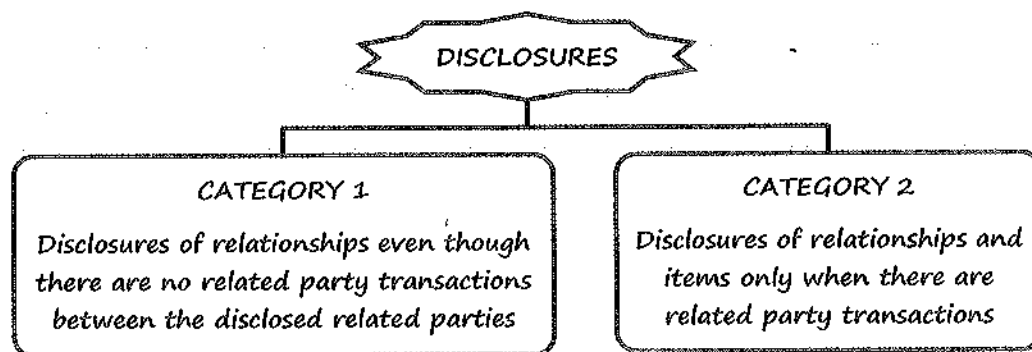 DISCLOSURES
CATEGORY 1
Disclosures of relationships even though
there are no related party transactions
between the disclosed related parties
CATEGORY 2
Disclosures of relationships and
items only when there are
related party transactions